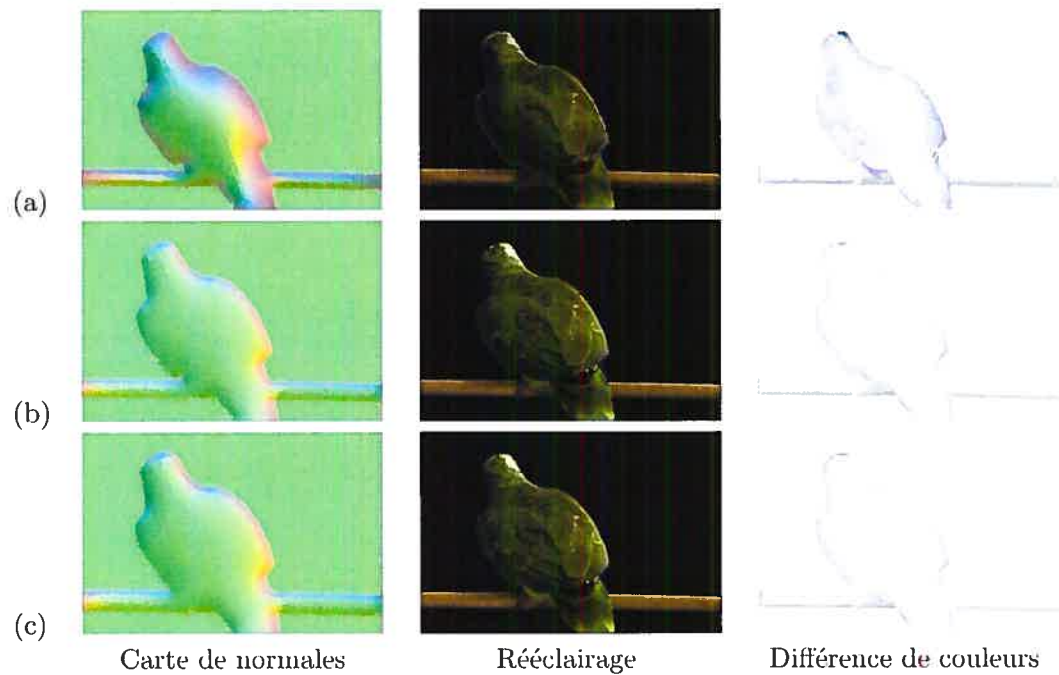 (a)
(b)
(c)
Carte de normales
Rééclairage
Différence de couleurs